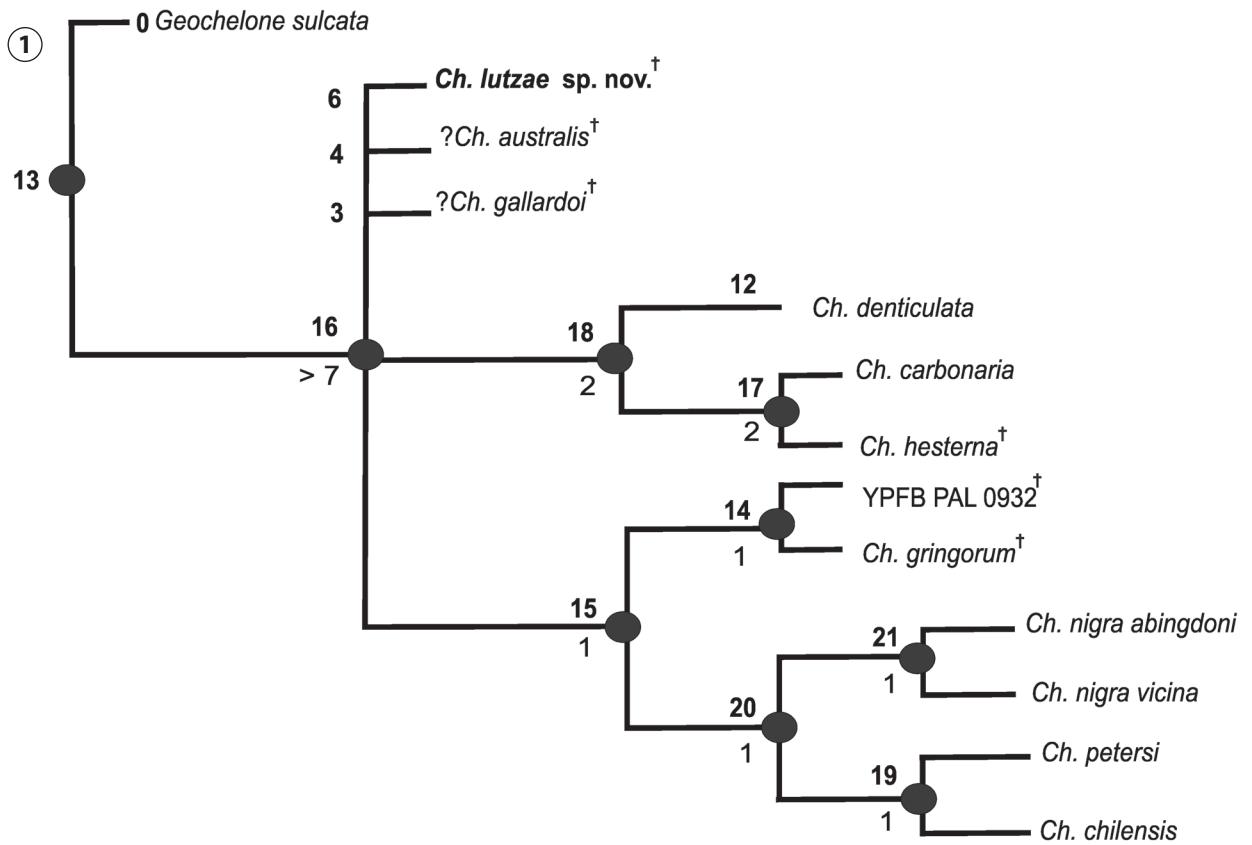 1
0 Geochelone sulcata
6 Ch. lutzae sp. nov.†
4 ?Ch. australis†
3 ?Ch. gallardoi†
13
16
> 7
18
2
12
Ch. denticulata
17
2
Ch. carbonaria
Ch. hesterna†
14
1
YPFB PAL 0932†
Ch. gringorum†
15
1
21
1
Ch. nigra abingdoni
Ch. nigra vicina
20
1
19
1
Ch. petersi
Ch. chilensis